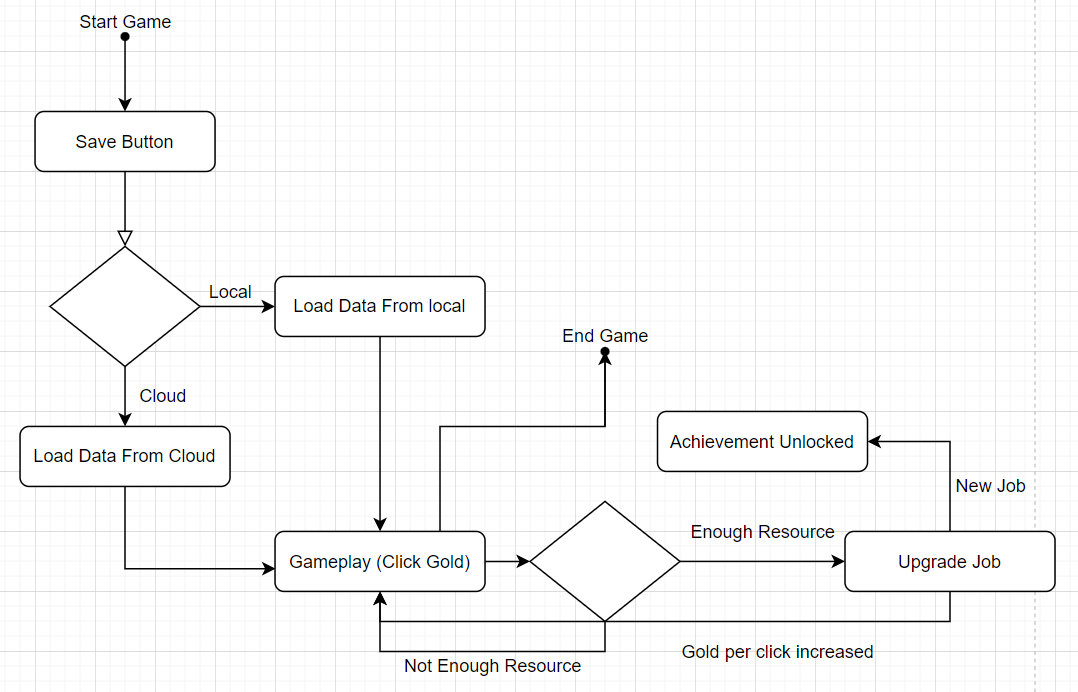 Start Game
Save Button
Local
Load Data From local
End Game
Cloud
Achievement Unlocked
Load Data From Cloud
New Job
Enough Resource
Gameplay (Click Gold)
Upgrade Job
Gold per click increased
Not Enough Resource